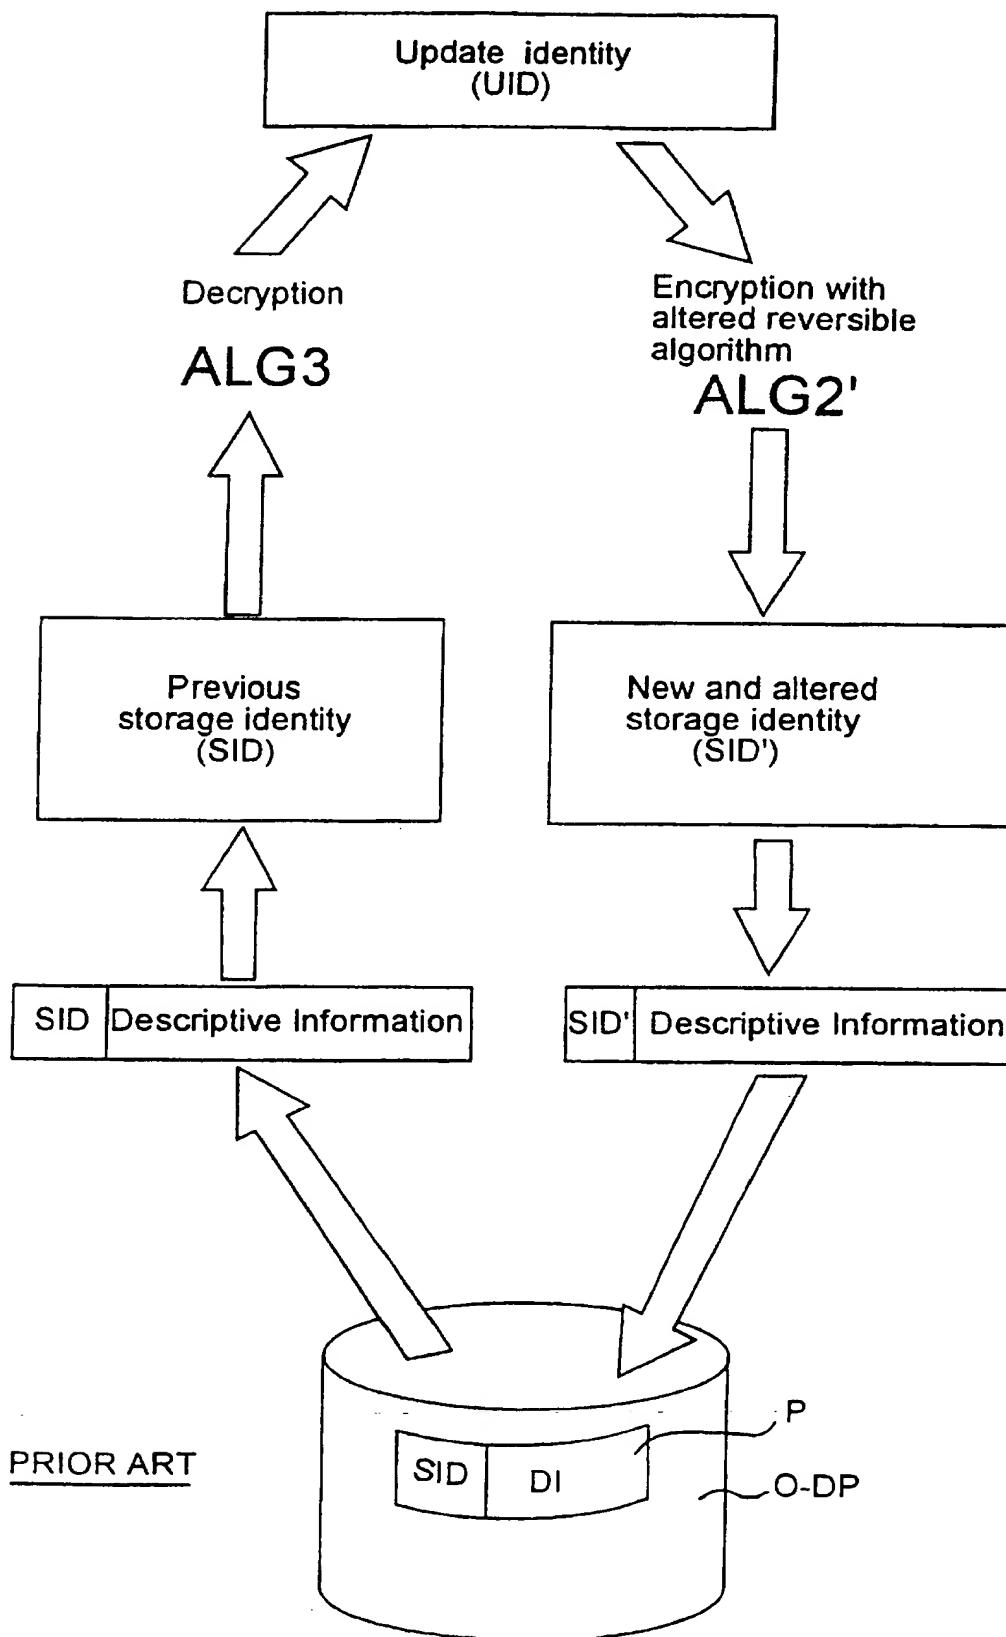 Update identity
(UID)
Decryption
ALG3
Encryption with
altered reversible
algorithm
ALG2'
Previous
storage identity
(SID)
New and altered
storage identity
(SID')
SID Descriptive Information
SID' Descriptive Information
P
SID DI
O-DP
PRIOR ART